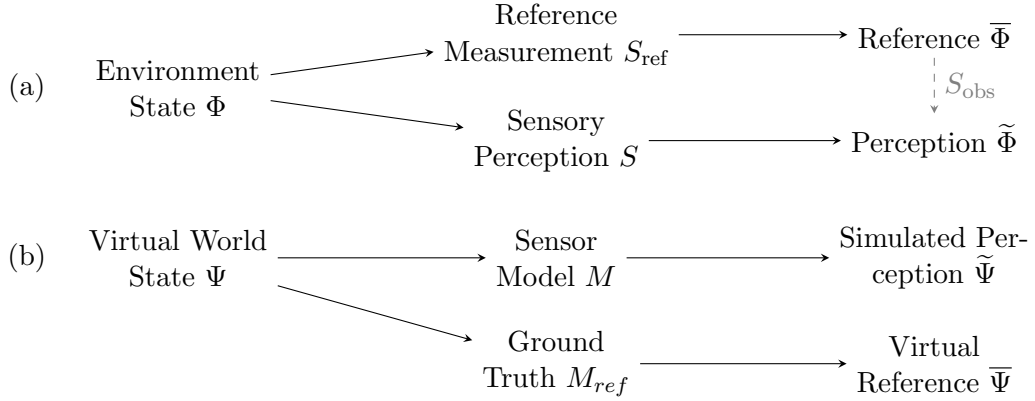 (a)
Environment
State Φ
Reference
Measurement S_ref
Reference Φ̅
S_obs
Sensory
Perception S
Perception Φ̃
(b)
Virtual World
State Ψ
Sensor
Model M
Simulated Per-
ception Ψ̃
Ground
Truth M_ref
Virtual
Reference Ψ̅